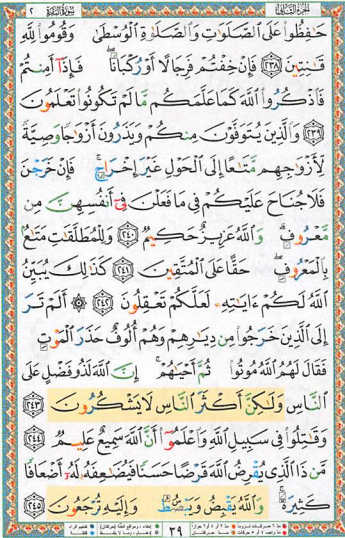 الجزء الثاني ٢ سورة البقرة
حَـٰفِظُوا۟ عَلَى ٱلصَّلَوَٰتِ وَٱلصَّلَوٰةِ ٱلْوُسْطَىٰ وَقُومُوا۟ لِلَّهِ
قَـٰنِتِينَ ﴿٢٣٨﴾ فَإِنْ خِفْتُمْ فَرِجَالًا أَوْ رُكْبَانًا ۖ فَإِذَآ أَمِنتُمْ
فَٱذْكُرُوا۟ ٱللَّهَ كَمَا عَلَّمَكُم مَّا لَمْ تَكُونُوا۟ تَعْلَمُونَ
﴿٢٣٩﴾ وَٱلَّذِينَ يُتَوَفَّوْنَ مِنكُمْ وَيَذَرُونَ أَزْوَٰجًا وَصِيَّةً
لِّأَزْوَٰجِهِم مَّتَـٰعًا إِلَى ٱلْحَوْلِ غَيْرَ إِخْرَاجٍ ۚ فَإِنْ خَرَجْنَ
فَلَا جُنَاحَ عَلَيْكُمْ فِى مَا فَعَلْنَ فِىٓ أَنفُسِهِنَّ مِن
مَّعْرُوفٍ ۗ وَٱللَّهُ عَزِيزٌ حَكِيمٌ ﴿٢٤٠﴾ وَلِلْمُطَلَّقَـٰتِ مَتَـٰعٌۢ
بِٱلْمَعْرُوفِ ۖ حَقًّا عَلَى ٱلْمُتَّقِينَ ﴿٢٤١﴾ كَذَٰلِكَ يُبَيِّنُ
ٱللَّهُ لَكُمْ ءَايَـٰتِهِۦ لَعَلَّكُمْ تَعْقِلُونَ ﴿٢٤٢﴾ ۞ أَلَمْ تَرَ
إِلَى ٱلَّذِينَ خَرَجُوا۟ مِن دِيَـٰرِهِمْ وَهُمْ أُلُوفٌ حَذَرَ ٱلْمَوْتِ
فَقَالَ لَهُمُ ٱللَّهُ مُوتُوا۟ ثُمَّ أَحْيَـٰهُمْ ۚ إِنَّ ٱللَّهَ لَذُو فَضْلٍ عَلَى
ٱلنَّاسِ وَلَـٰكِنَّ أَكْثَرَ ٱلنَّاسِ لَا يَشْكُرُونَ ﴿٢٤٣﴾
وَقَـٰتِلُوا۟ فِى سَبِيلِ ٱللَّهِ وَٱعْلَمُوٓا۟ أَنَّ ٱللَّهَ سَمِيعٌ عَلِيمٌ ﴿٢٤٤﴾
مَّن ذَا ٱلَّذِى يُقْرِضُ ٱللَّهَ قَرْضًا حَسَنًا فَيُضَـٰعِفَهُۥ لَهُۥٓ أَضْعَافًا
كَثِيرَةً ۚ وَٱللَّهُ يَقْبِضُ وَيَبْصُۜطُ وَإِلَيْهِ تُرْجَعُونَ ﴿٢٤٥﴾
٣٩